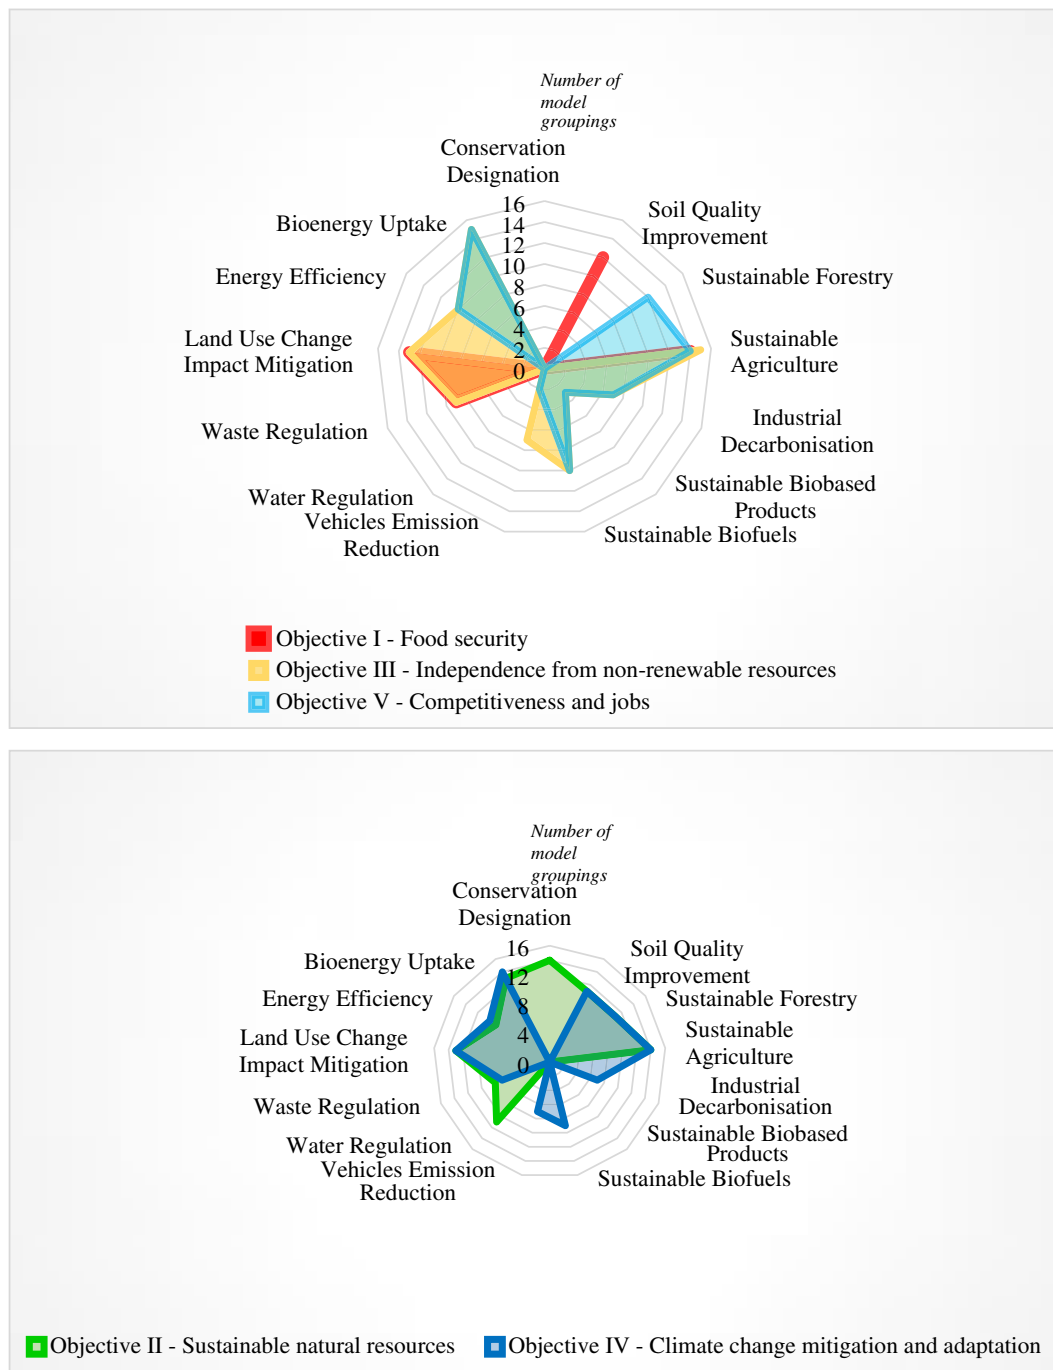 Number of
model
groupings
Conservation
Designation
16
14
12
10
8
6
4
2
0
Soil Quality
Improvement
Sustainable Forestry
Sustainable
Agriculture
Industrial
Decarbonisation
Sustainable Biobased
Products
Sustainable Biofuels
Vehicles Emission
Reduction
Water Regulation
Waste Regulation
Land Use Change
Impact Mitigation
Energy Efficiency
Bioenergy Uptake
Objective I - Food security
Objective III - Independence from non-renewable resources
Objective V - Competitiveness and jobs
Number of
model
groupings
Conservation
Designation
16
12
8
4
0
Soil Quality
Improvement
Sustainable Forestry
Sustainable
Agriculture
Industrial
Decarbonisation
Sustainable Biobased
Products
Sustainable Biofuels
Vehicles Emission
Reduction
Water Regulation
Waste Regulation
Land Use Change
Impact Mitigation
Energy Efficiency
Bioenergy Uptake
Objective II - Sustainable natural resources
Objective IV - Climate change mitigation and adaptation